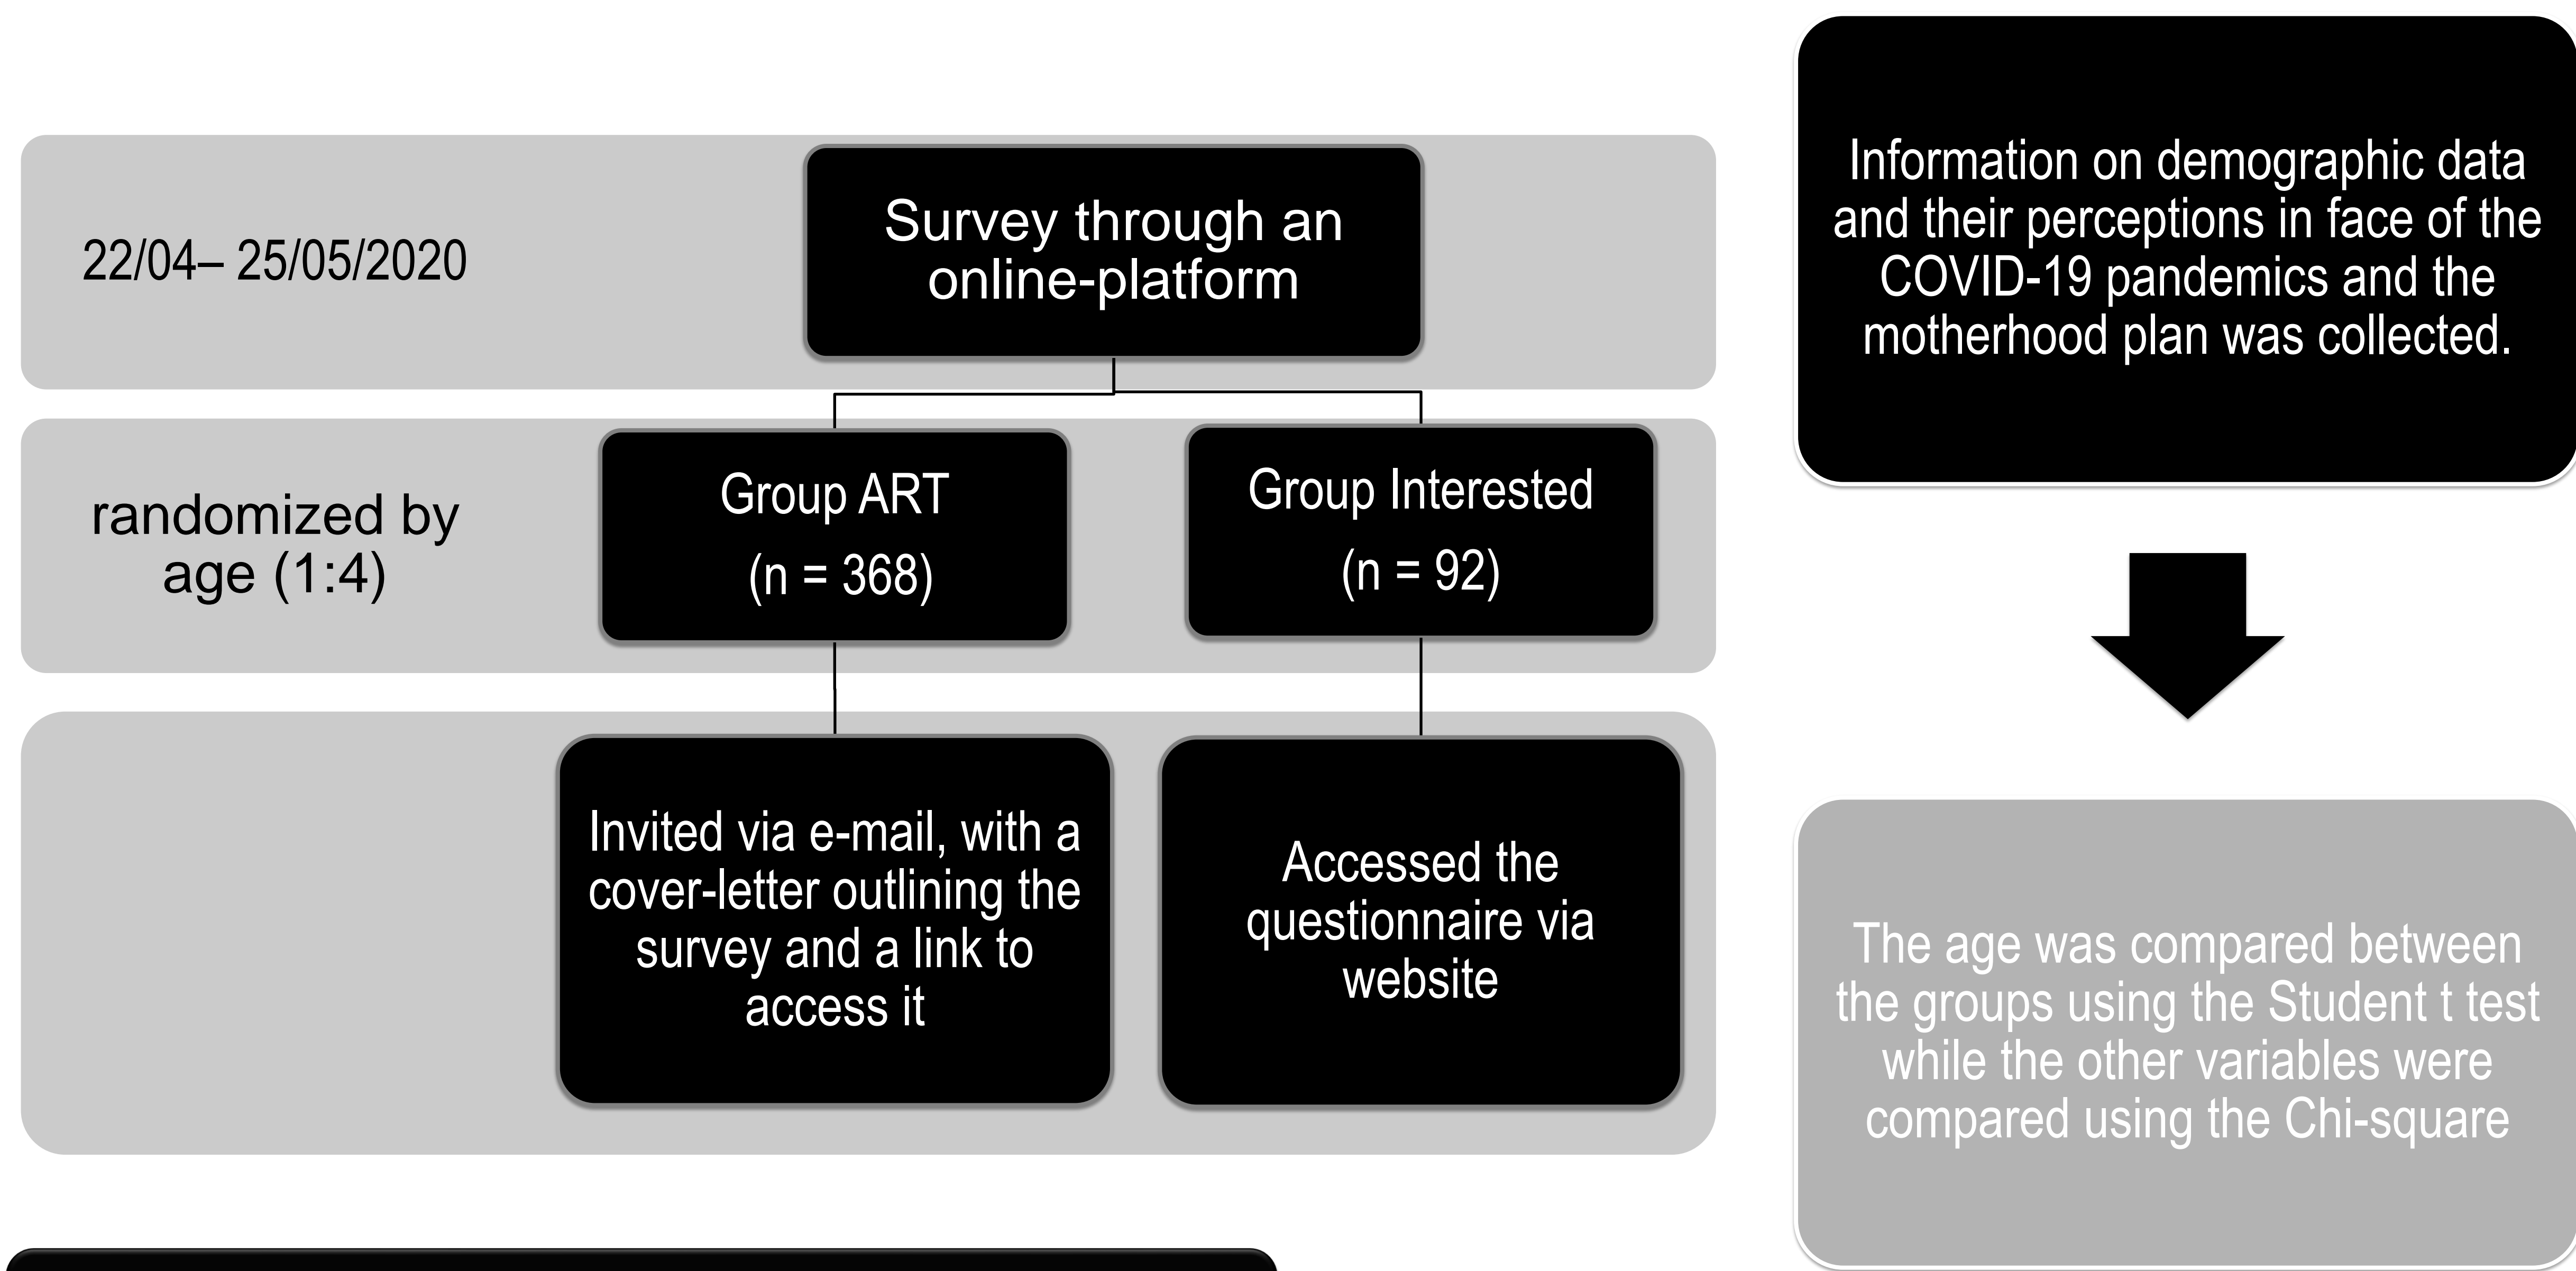 22/04– 25/05/2020
Survey through an
online-platform
randomized by
age (1:4)
Group ART
(n = 368)
Group Interested
(n = 92)
Invited via e-mail, with a
cover-letter outlining the
survey and a link to
access it
Accessed the
questionnaire via
website
Information on demographic data
and their perceptions in face of the
COVID-19 pandemics and the
motherhood plan was collected.
The age was compared between
the groups using the Student t test
while the other variables were
compared using the Chi-square